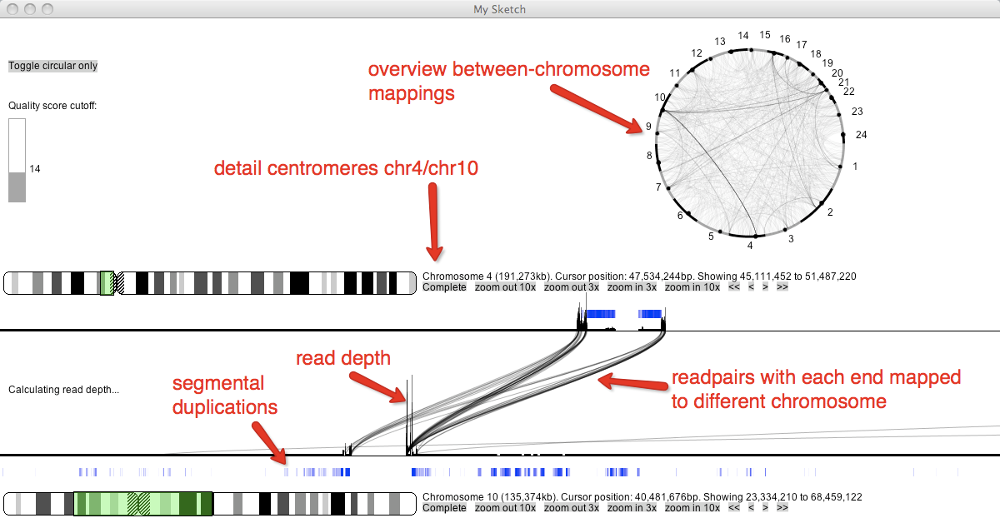 My Sketch
Toggle circular only
Quality score cutoff:
14
overview between-chromosome
mappings
detail centromeres chr4/chr10
14
15
16
17
18
19
20
21
22
23
24
1
2
3
4
5
6
7
8
9
10
11
12
13
Chromosome 4 (191,273kb). Cursor position: 47,534,244bp. Showing 45,111,452 to 51,487,220
Complete zoom out 10x zoom out 3x zoom in 3x zoom in 10x << < > >>
read depth
Calculating read depth...
segmental
duplications
readpairs with each end mapped
to different chromosome
Chromosome 10 (135,374kb). Cursor position: 40,481,676bp. Showing 23,334,210 to 68,459,122
Complete zoom out 10x zoom out 3x zoom in 3x zoom in 10x << < > >>